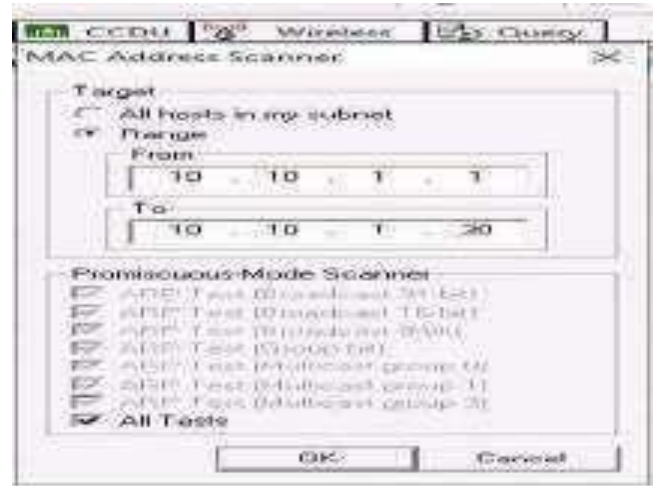 CCDU Wireless Query
MAC Address Scanner
Target
All hosts in my subnet
Range
From
10 . 10 . 1 . 1
To
10 . 10 . 1 . 30
Promiscuous-Mode Scanner
ARP Test (Broadcast 31-bit)
ARP Test (Broadcast 16-bit)
ARP Test (Broadcast 8-bit)
ARP Test (Group bit)
ARP Test (Multicast group 0)
ARP Test (Multicast group 1)
ARP Test (Multicast group 3)
All Tests
OK Cancel